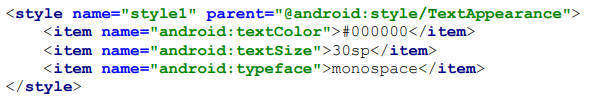 <style name="style1" parent="@android:style/TextAppearance">
    <item name="android:textColor">#000000</item>
    <item name="android:textSize">30sp</item>
    <item name="android:typeface">monospace</item>
</style>